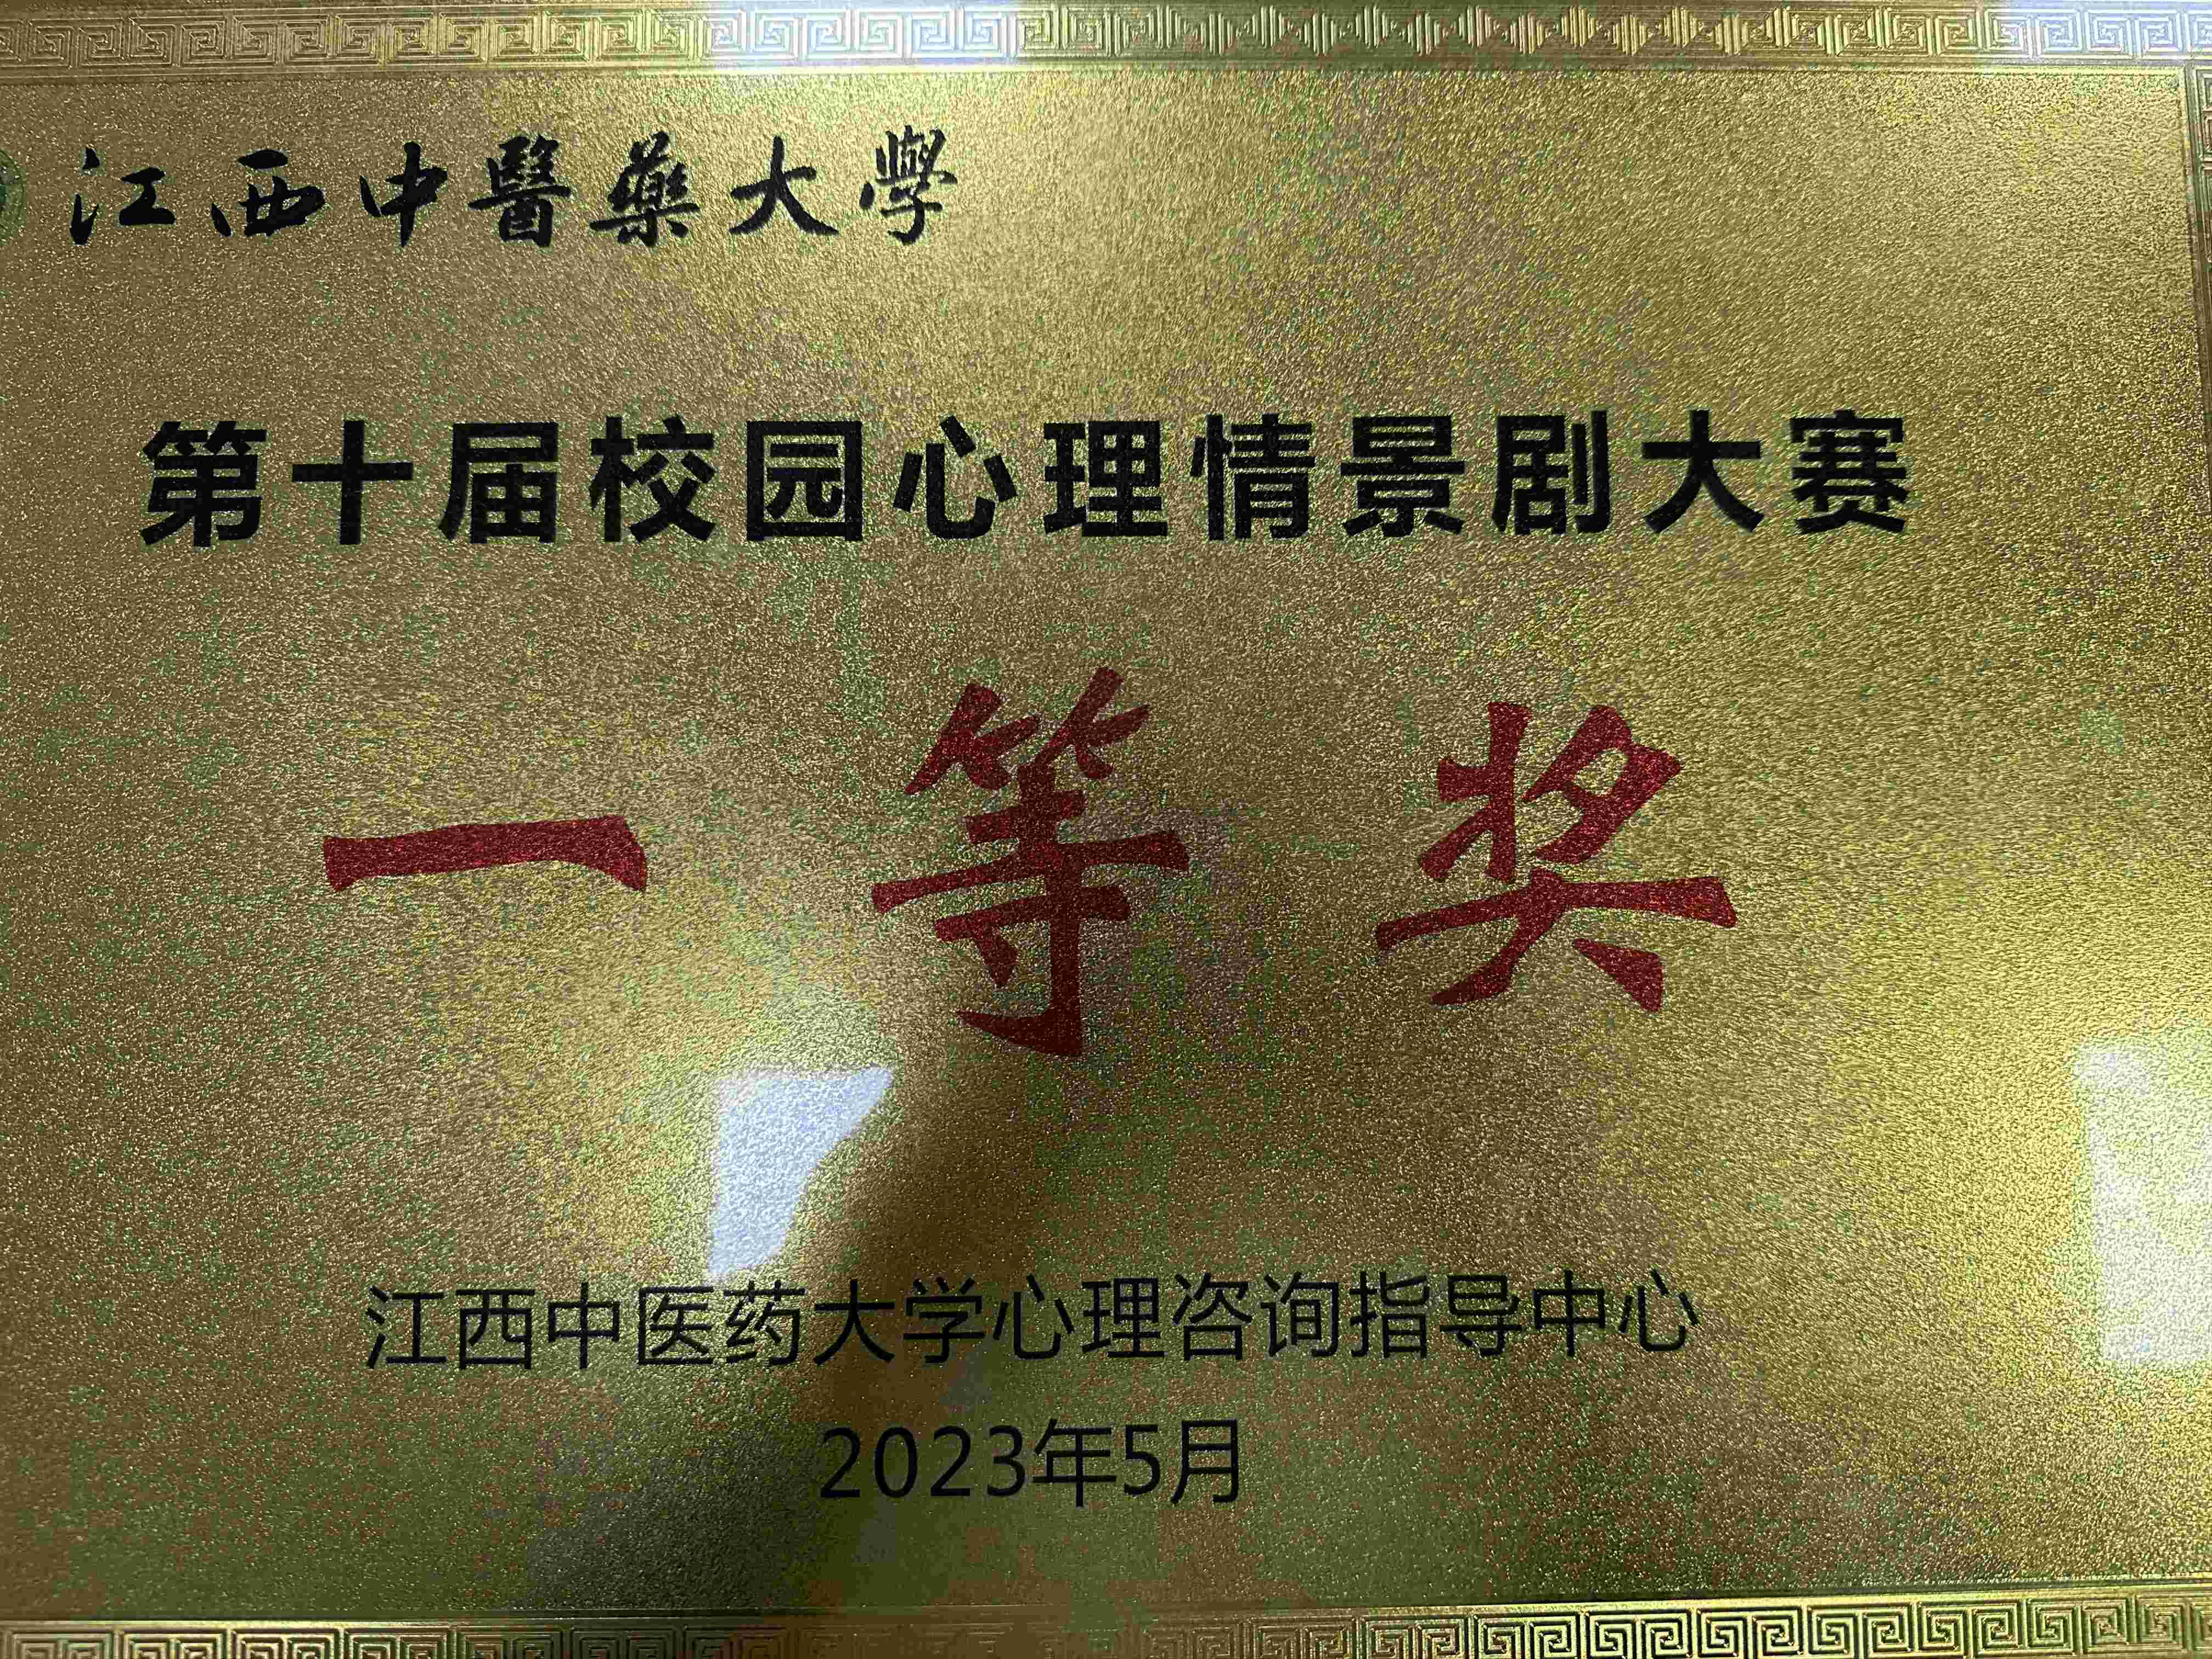 江西中醫藥大學
第十届校园心理情景剧大赛
一等奖
江西中医药大学心理咨询指导中心
2023年5月